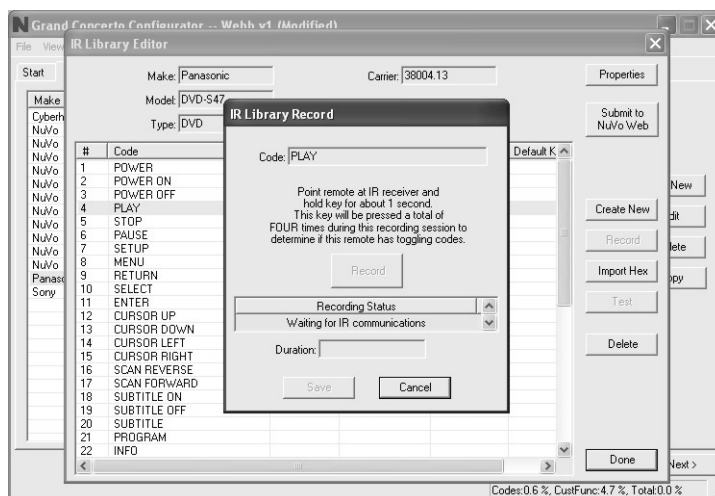 N Grand Concerto Configurator -- Webb v1 (Modified)
File View
IR Library Editor
Start
Make: Panasonic
Carrier: 38004.13
Properties
Model: DVD-S47
Type: DVD
Submit to
NuVo Web
Make
NuVo
NuVo
NuVo
NuVo
NuVo
NuVo
NuVo
NuVo
NuVo
NuVo
NuVo
Sony
# Code
1 POWER
2 POWER ON
3 POWER OFF
4 PLAY
5 STOP
6 PAUSE
7 SETUP
8 MENU
9 RETURN
10 SELECT
11 ENTER
12 CURSOR UP
13 CURSOR DOWN
14 CURSOR LEFT
15 CURSOR RIGHT
16 SCAN REVERSE
17 SCAN FORWARD
18 SUBTITLE ON
19 SUBTITLE OFF
20 SUBTITLE
21 PROGRAM
22 INFO
Default K
IR Library Record
Code: PLAY
Point remote at IR receiver and
hold key for about 1 second.
This key will be pressed a total of
FOUR times during this recording session to
determine if this remote has toggling codes.
Record
Recording Status
Waiting for IR communications
Duration:
Save
Cancel
Create New
Record
Import Hex
Test
Delete
Done
New
Next >
Codes:0.6 %, CustFunc:4.7 %, Total:0.0 %